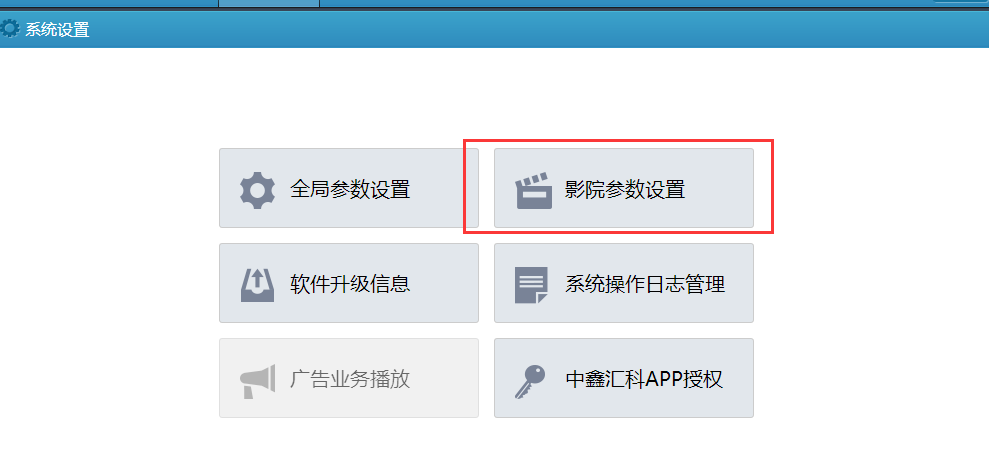 系统设置
全局参数设置
影院参数设置
软件升级信息
系统操作日志管理
广告业务播放
中鑫汇科APP授权